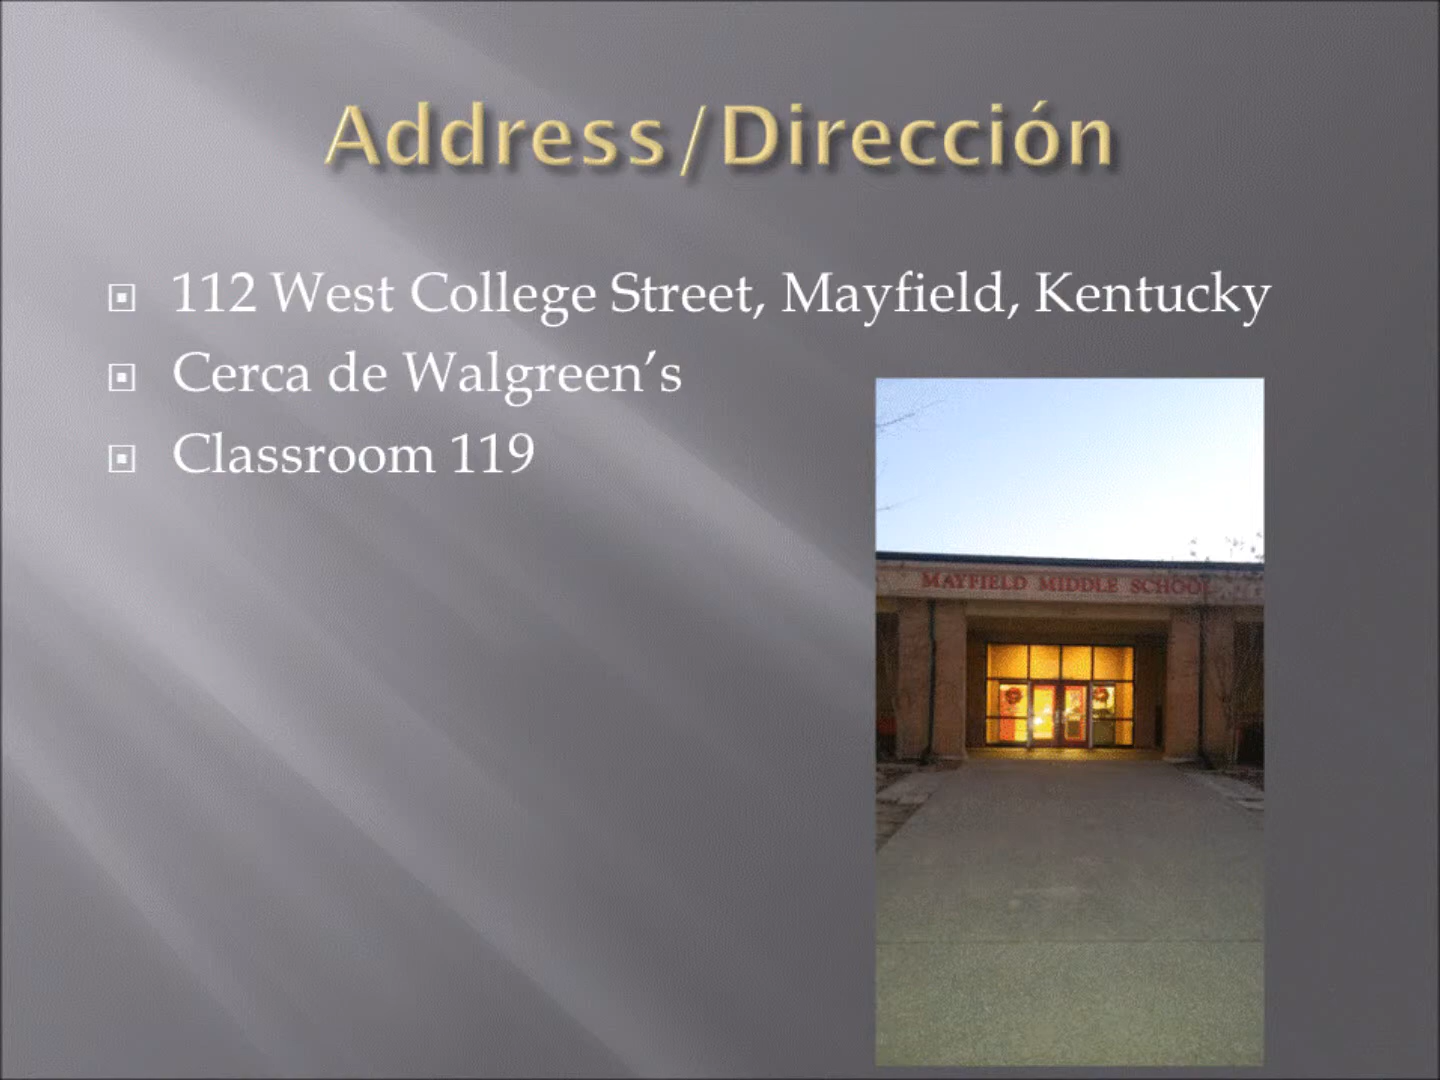 Address/Dirección
112 West College Street, Mayfield, Kentucky
Cerca de Walgreen’s
Classroom 119
MAYFIELD MIDDLE SCHOOL